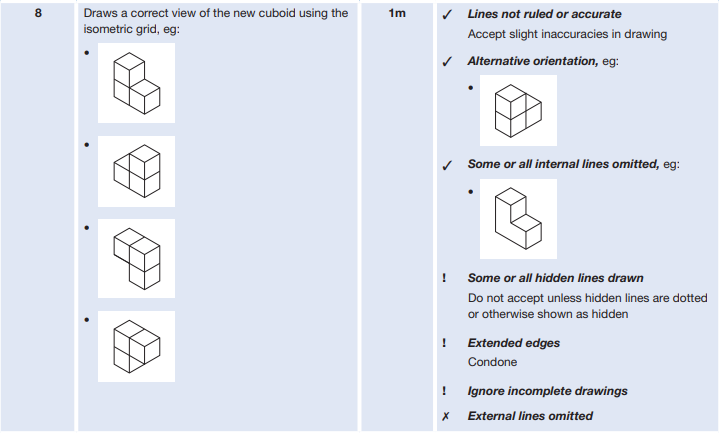 8
Draws a correct view of the new cuboid using the
isometric grid, eg:
•
•
•
•
1m
✓ Lines not ruled or accurate
Accept slight inaccuracies in drawing
✓ Alternative orientation, eg:
•
✓ Some or all internal lines omitted, eg:
•
! Some or all hidden lines drawn
Do not accept unless hidden lines are dotted
or otherwise shown as hidden
! Extended edges
Condone
! Ignore incomplete drawings
✗ External lines omitted